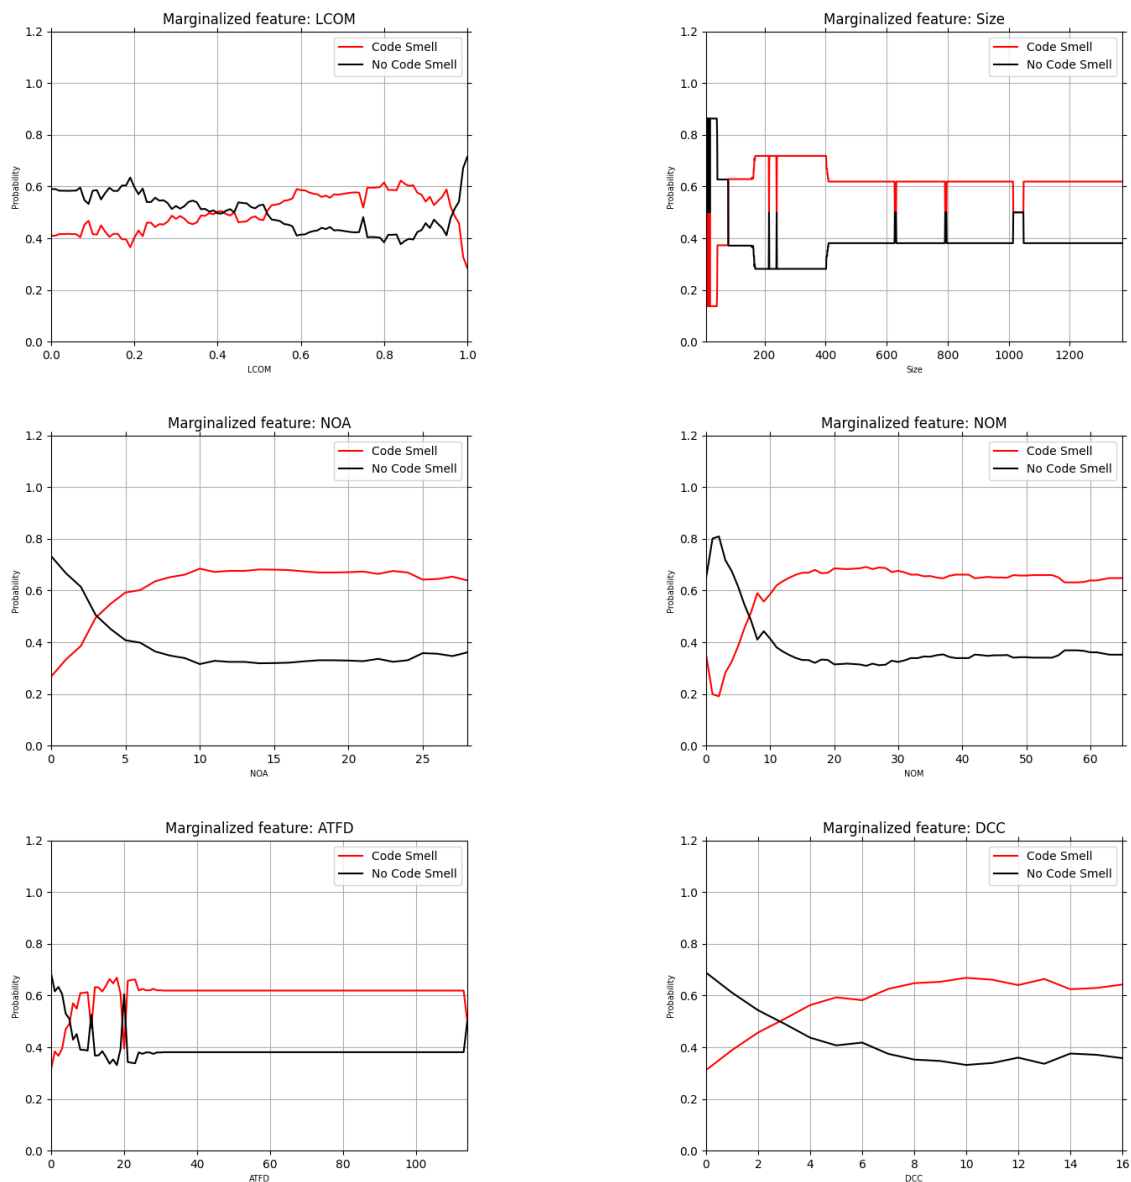 Marginalized feature: LCOM
1.2
1.0
0.8
0.6
0.4
0.2
0.0
Probability
Code Smell
No Code Smell
0.0 0.2 0.4 0.6 0.8 1.0
LCOM
Marginalized feature: Size
1.2
1.0
0.8
0.6
0.4
0.2
0.0
Probability
Code Smell
No Code Smell
200 400 600 800 1000 1200
Size
Marginalized feature: NOA
1.2
1.0
0.8
0.6
0.4
0.2
0.0
Probability
Code Smell
No Code Smell
0 5 10 15 20 25
NOA
Marginalized feature: NOM
1.2
1.0
0.8
0.6
0.4
0.2
0.0
Probability
Code Smell
No Code Smell
0 10 20 30 40 50 60
NOM
Marginalized feature: ATFD
1.2
1.0
0.8
0.6
0.4
0.2
0.0
Probability
Code Smell
No Code Smell
0 20 40 60 80 100
ATFD
Marginalized feature: DCC
1.2
1.0
0.8
0.6
0.4
0.2
0.0
Probability
Code Smell
No Code Smell
0 2 4 6 8 10 12 14 16
DCC